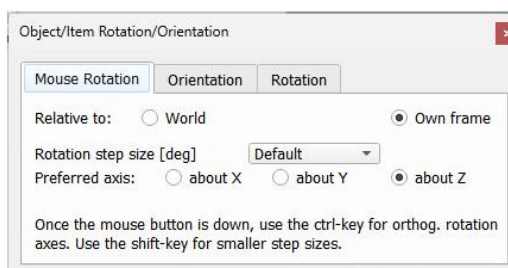 Object/Item Rotation/Orientation
Mouse Rotation Orientation Rotation
Relative to: World Own frame
Rotation step size [deg] Default
Preferred axis: about X about Y about Z
Once the mouse button is down, use the ctrl-key for orthog. rotation
axes. Use the shift-key for smaller step sizes.